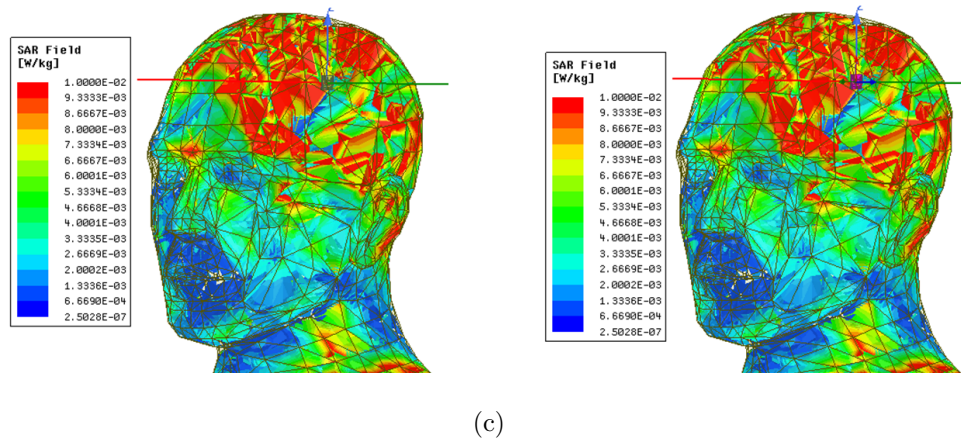 SAR Field
[W/kg]
1.0000E-02
9.3333E-03
8.6667E-03
8.0000E-03
7.3334E-03
6.6667E-03
6.0001E-03
5.3334E-03
4.6668E-03
4.0001E-03
3.3335E-03
2.6669E-03
2.0002E-03
1.3336E-03
6.6690E-04
2.5028E-07
SAR Field
[W/kg]
1.0000E-02
9.3333E-03
8.6667E-03
8.0000E-03
7.3334E-03
6.6667E-03
6.0001E-03
5.3334E-03
4.6668E-03
4.0001E-03
3.3335E-03
2.6669E-03
2.0002E-03
1.3336E-03
6.6690E-04
2.5028E-07
(c)